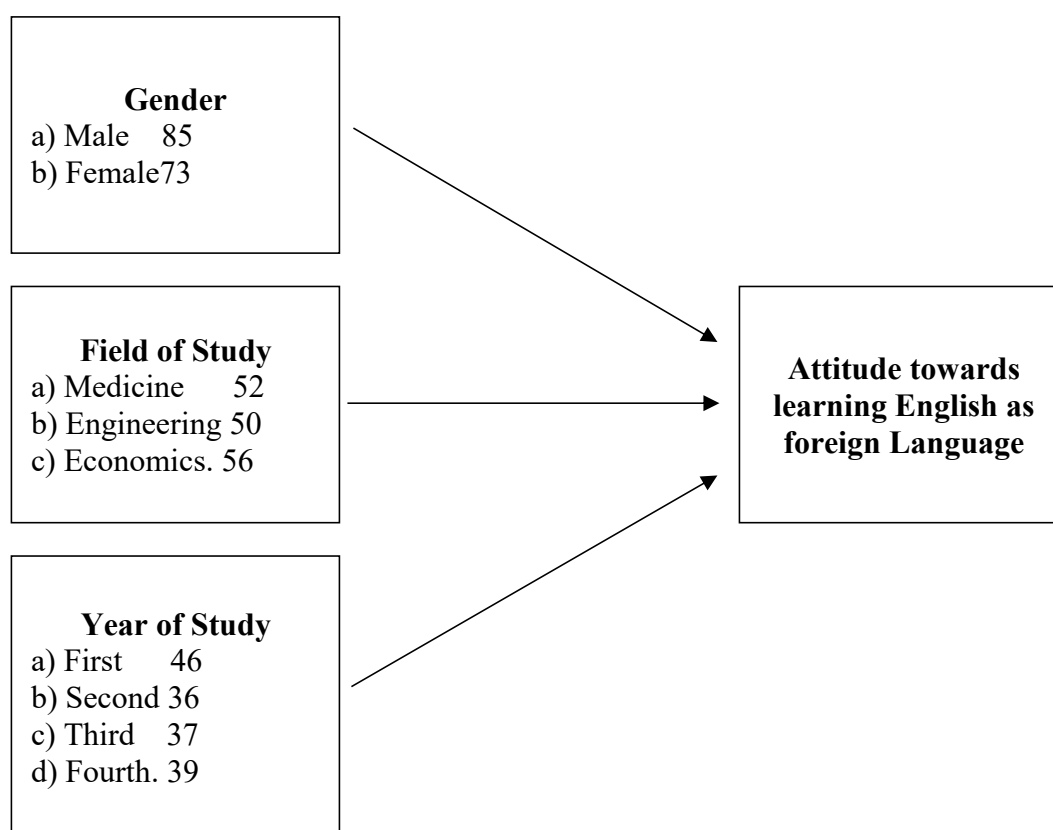 Gender
a) Male 85
b) Female73
Field of Study
a) Medicine 52
b) Engineering 50
c) Economics. 56
Year of Study
a) First 46
b) Second 36
c) Third 37
d) Fourth. 39
Attitude towards
learning English as
foreign Language